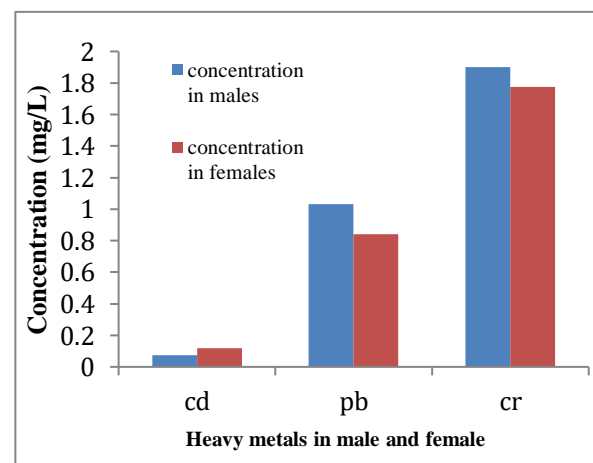 Concentration (mg/L)
2
1.8
1.6
1.4
1.2
1
0.8
0.6
0.4
0.2
0
concentration
in males
concentration
in females
cd
pb
cr
Heavy metals in male and female